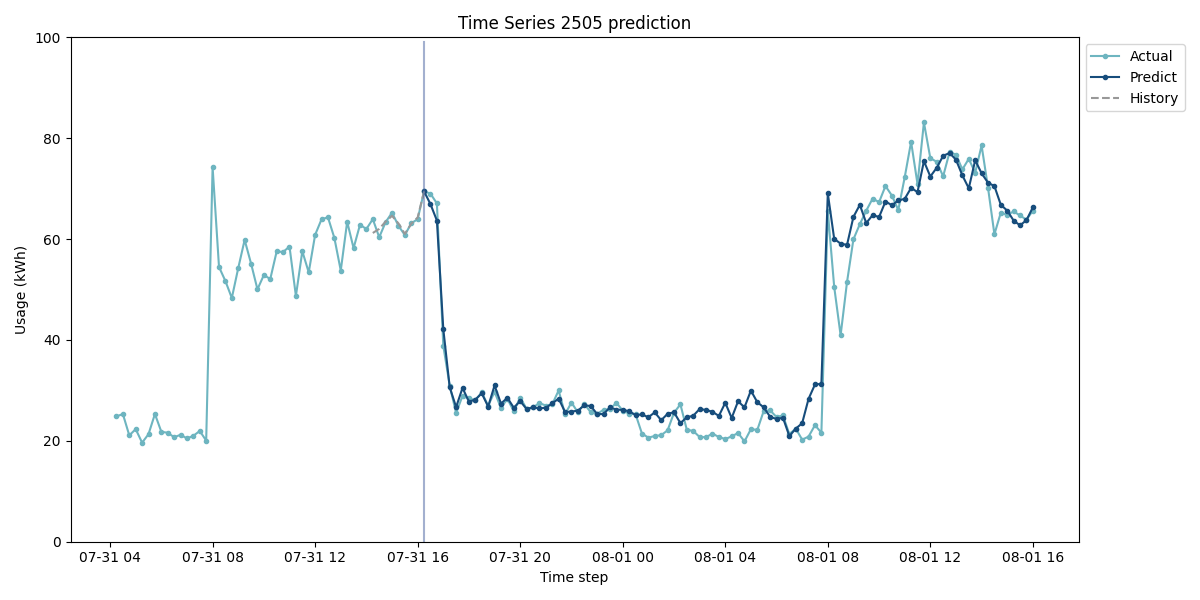 Time Series 2505 prediction
100
80
60
40
20
0
Usage (kWh)
07-31 04
07-31 08
07-31 12
07-31 16
07-31 20
08-01 00
08-01 04
08-01 08
08-01 12
08-01 16
Time step
Actual
Predict
History